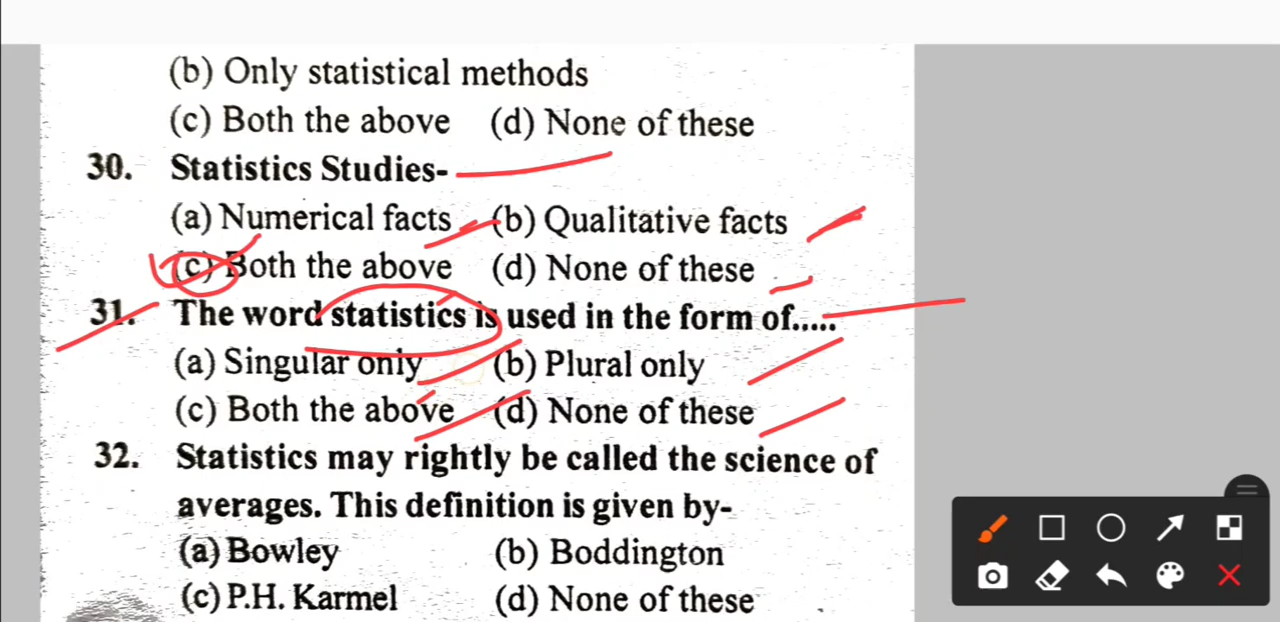 (b) Only statistical methods
(c) Both the above (d) None of these
30. Statistics Studies-
(a) Numerical facts (b) Qualitative facts
(c) Both the above (d) None of these
31. The word statistics is used in the form of.....
(a) Singular only (b) Plural only
(c) Both the above (d) None of these
32. Statistics may rightly be called the science of
averages. This definition is given by-
(a) Bowley (b) Boddington
(c) P.H. Karmel (d) None of these